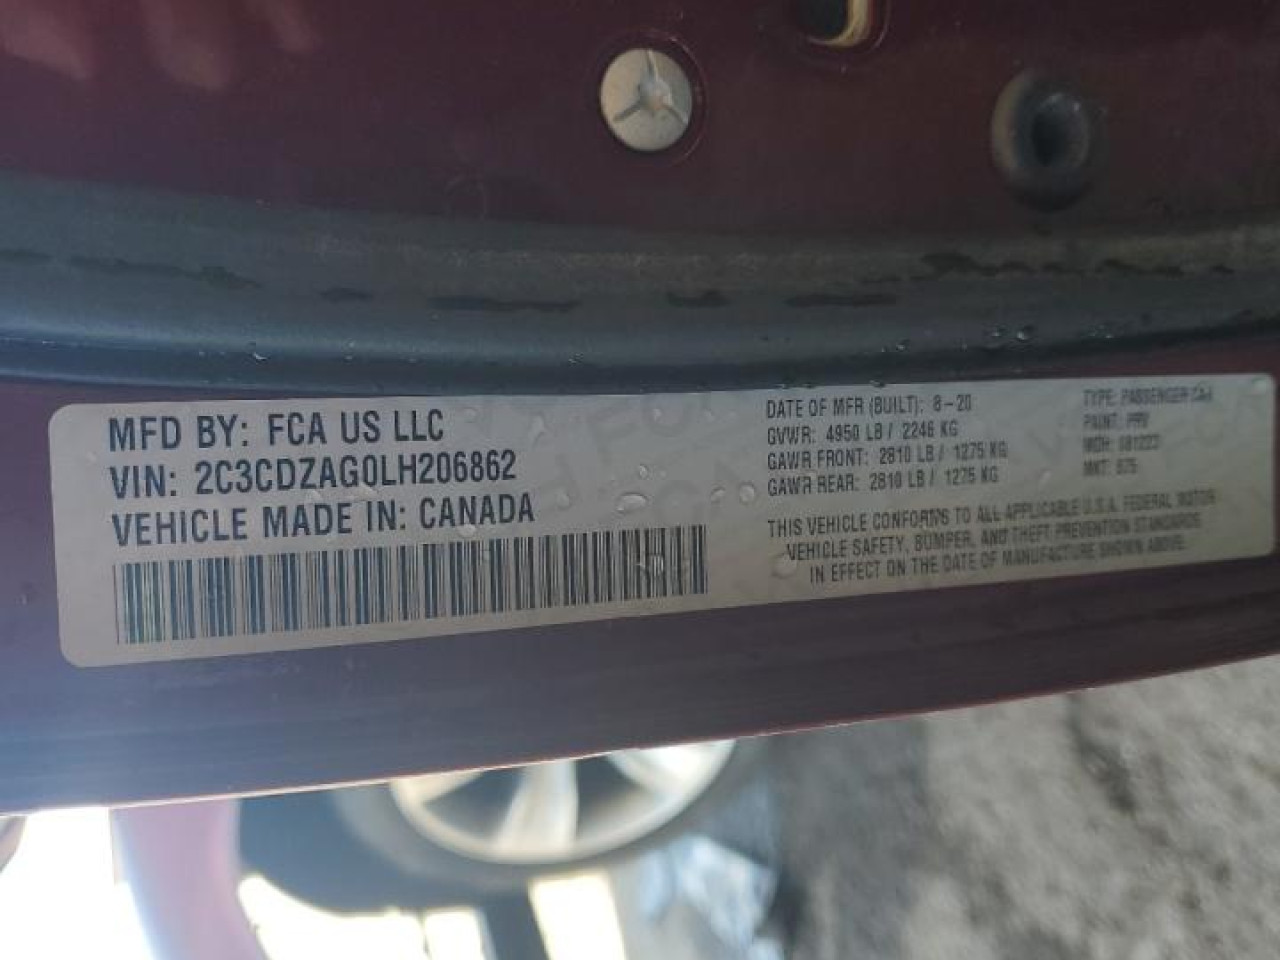 MFD BY: FCA US LLC
VIN: 2C3CDZAG0LH206862
VEHICLE MADE IN: CANADA
DATE OF MFR (BUILT): 8-20
GVWR: 4950 LB / 2246 KG
GAWR FRONT: 2810 LB / 1275 KG
GAWR REAR: 2810 LB / 1275 KG
TYPE: PASSENGER CAR
PAINT: PRV
MDH: 081223
MKT:
THIS VEHICLE CONFORMS TO ALL APPLICABLE U.S.A. FEDERAL MOTOR
VEHICLE SAFETY, BUMPER, AND THEFT PREVENTION STANDARDS
IN EFFECT ON THE DATE OF MANUFACTURE SHOWN ABOVE.